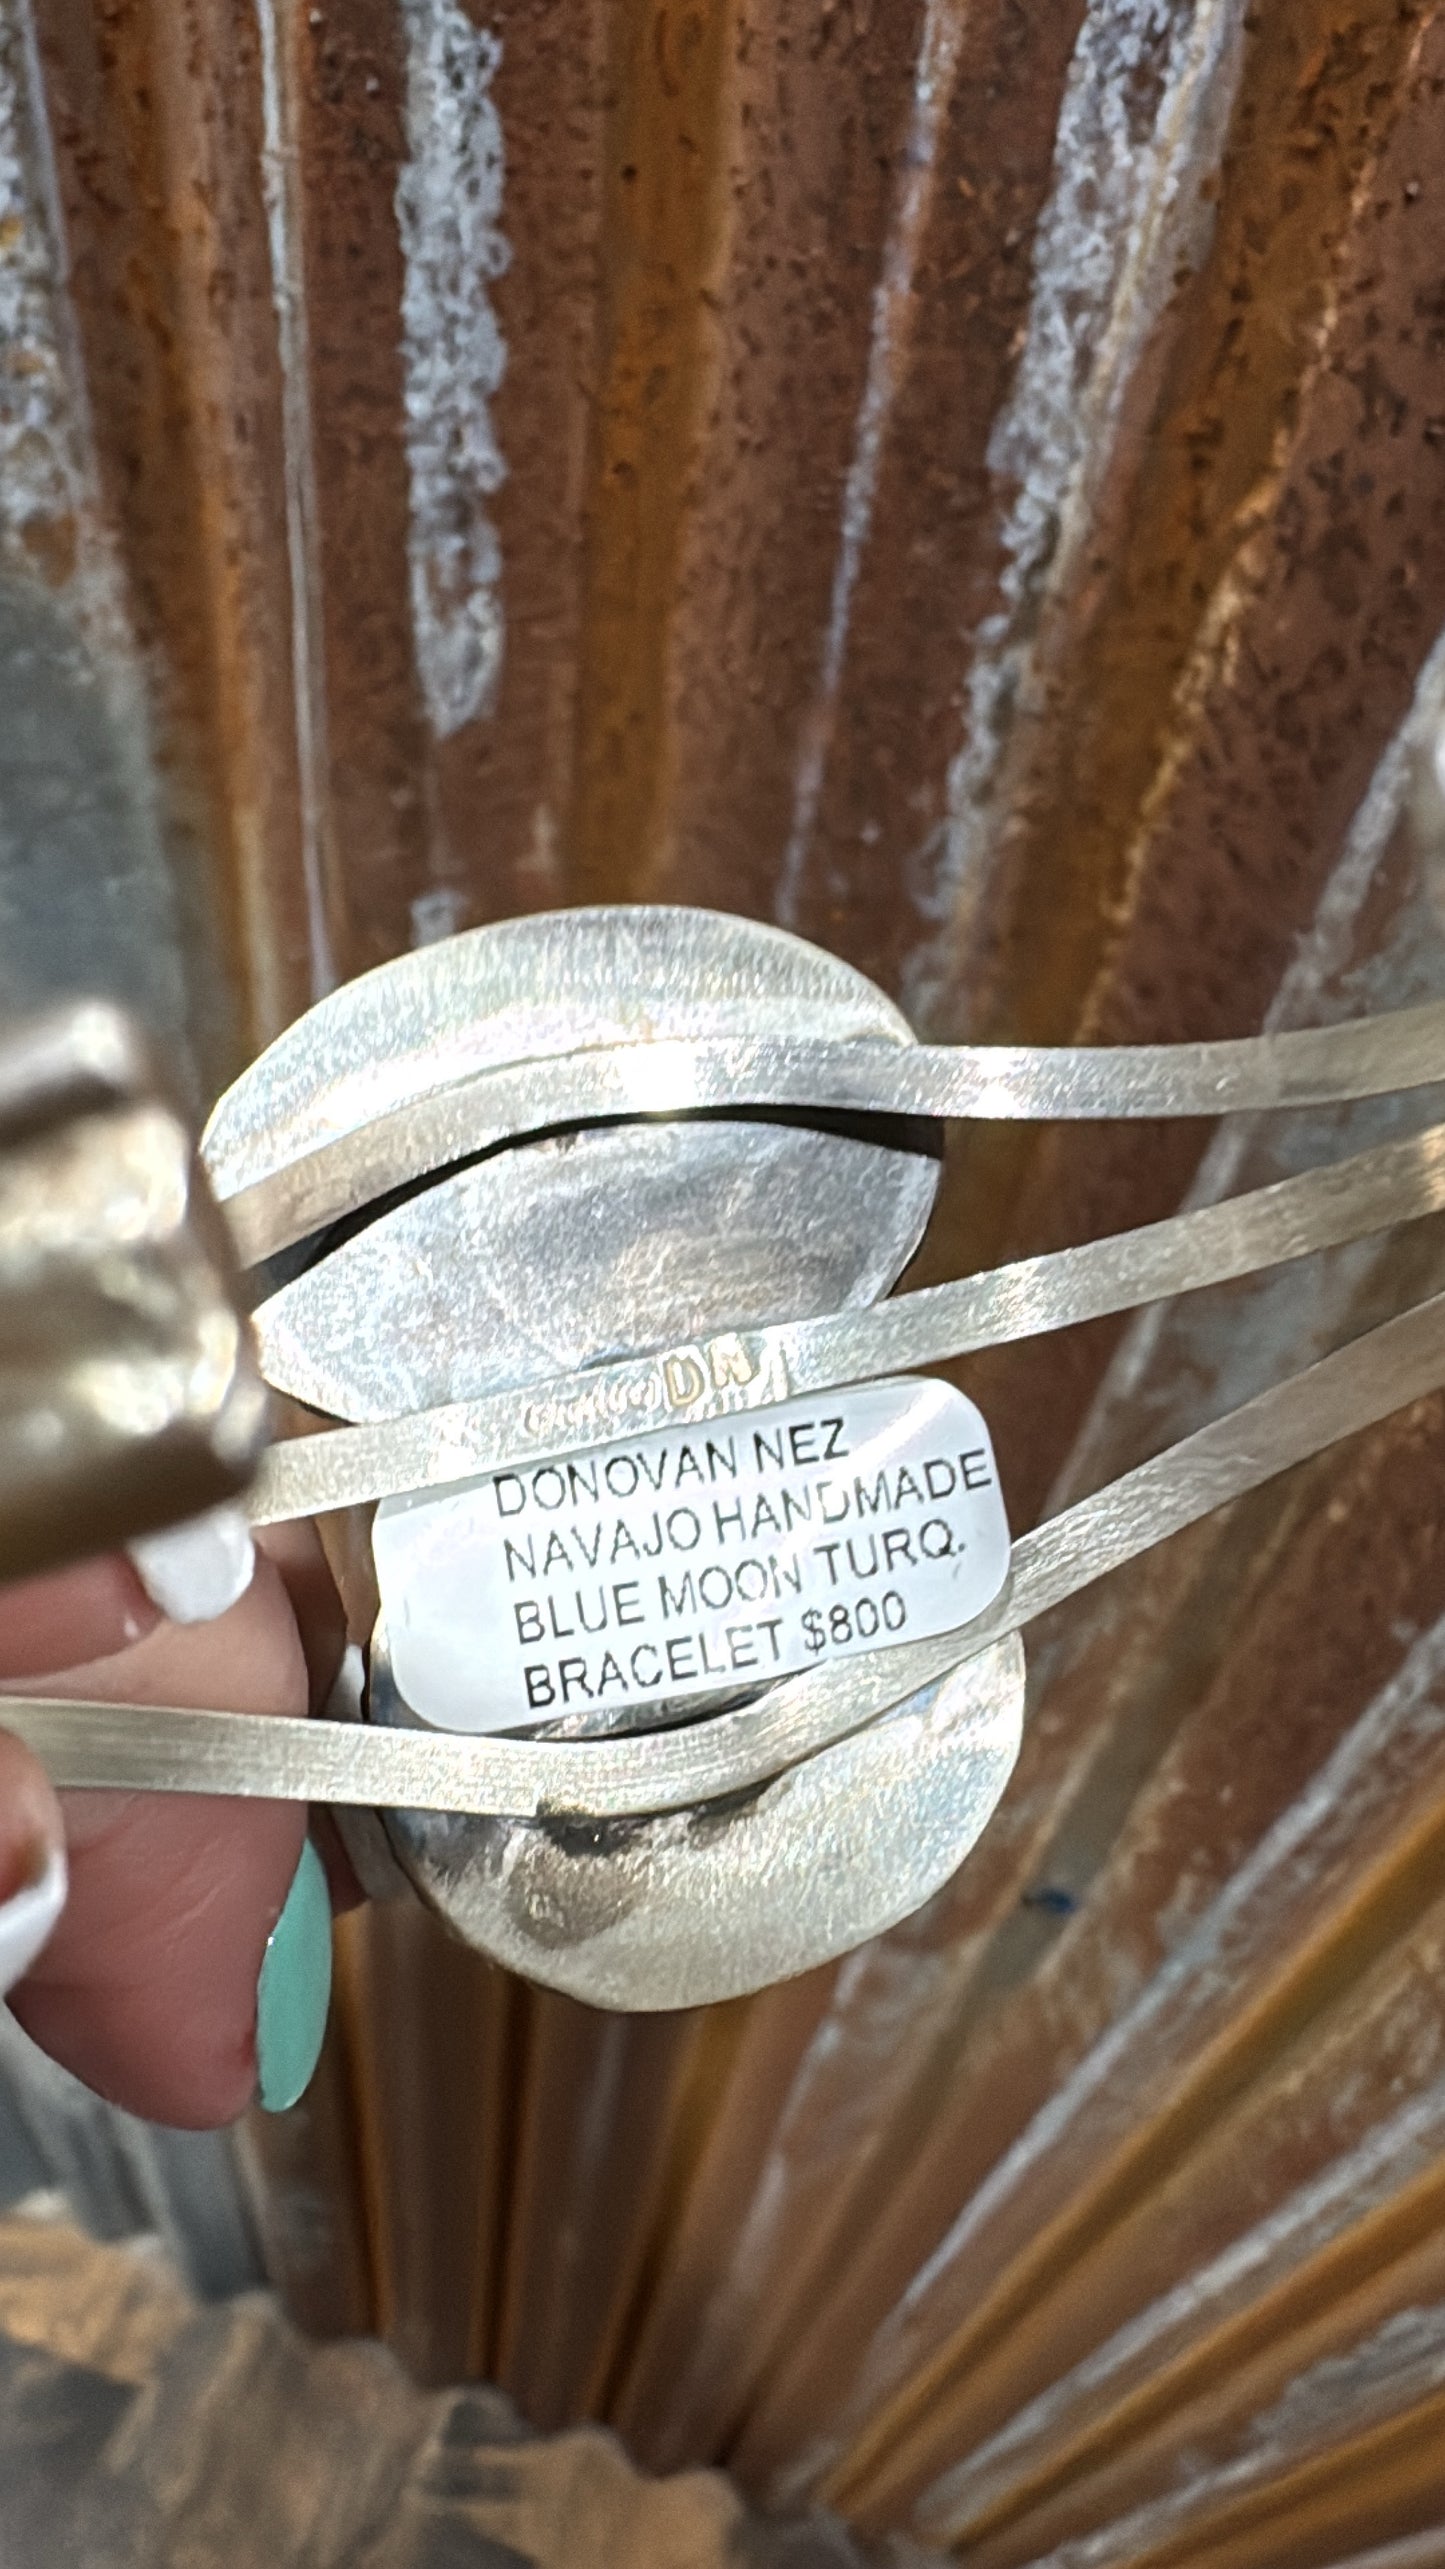 DN
DONOVAN NEZ
NAVAJO HANDMADE
BLUE MOON TURQ.
BRACELET $800